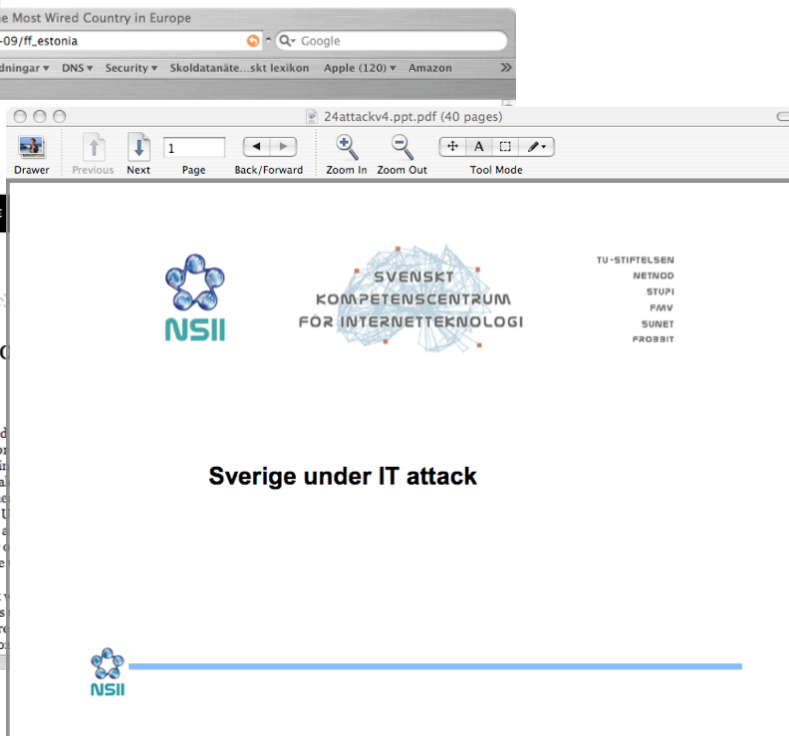 e Most Wired Country in Europe
-09/ff_estonia
Google
dningar DNS Security Skoldatanäte...skt lexikon Apple (120) Amazon
24attackv4.ppt.pdf (40 pages)
1
Drawer Previous Next Page Back/Forward Zoom In Zoom Out Tool Mode
A
NSII
SVENSKT
KOMPETENSCENTRUM
FÖR INTERNETTEKNOLOGI
TU-STIFTELSEN
NETNOD
STUPI
FMV
SUNET
FROBBIT
Sverige under IT attack
NSII